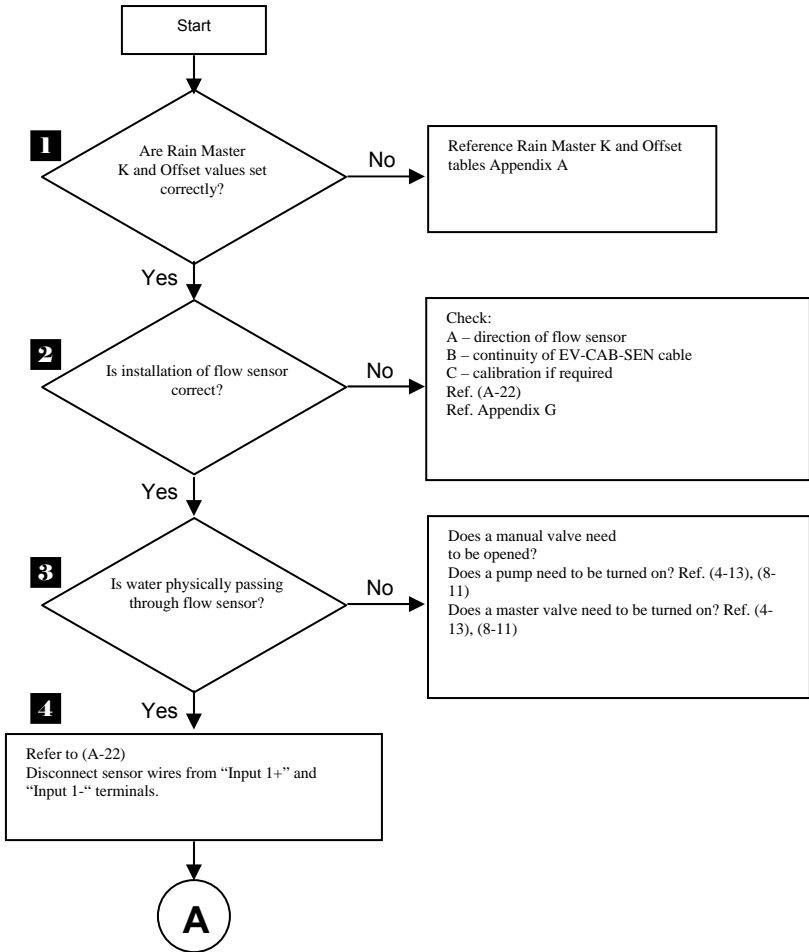 Start
1
Are Rain Master
K and Offset values set
correctly?
No
Reference Rain Master K and Offset
tables Appendix A
Yes
2
Is installation of flow sensor
correct?
No
Check:
A – direction of flow sensor
B – continuity of EV-CAB-SEN cable
C – calibration if required
Ref. (A-22)
Ref. Appendix G
Yes
3
Is water physically passing
through flow sensor?
No
Does a manual valve need
to be opened?
Does a pump need to be turned on? Ref. (4-13), (8-
11)
Does a master valve need to be turned on? Ref. (4-
13), (8-11)
Yes
4
Refer to (A-22)
Disconnect sensor wires from “Input 1+” and
“Input 1-“ terminals.
A